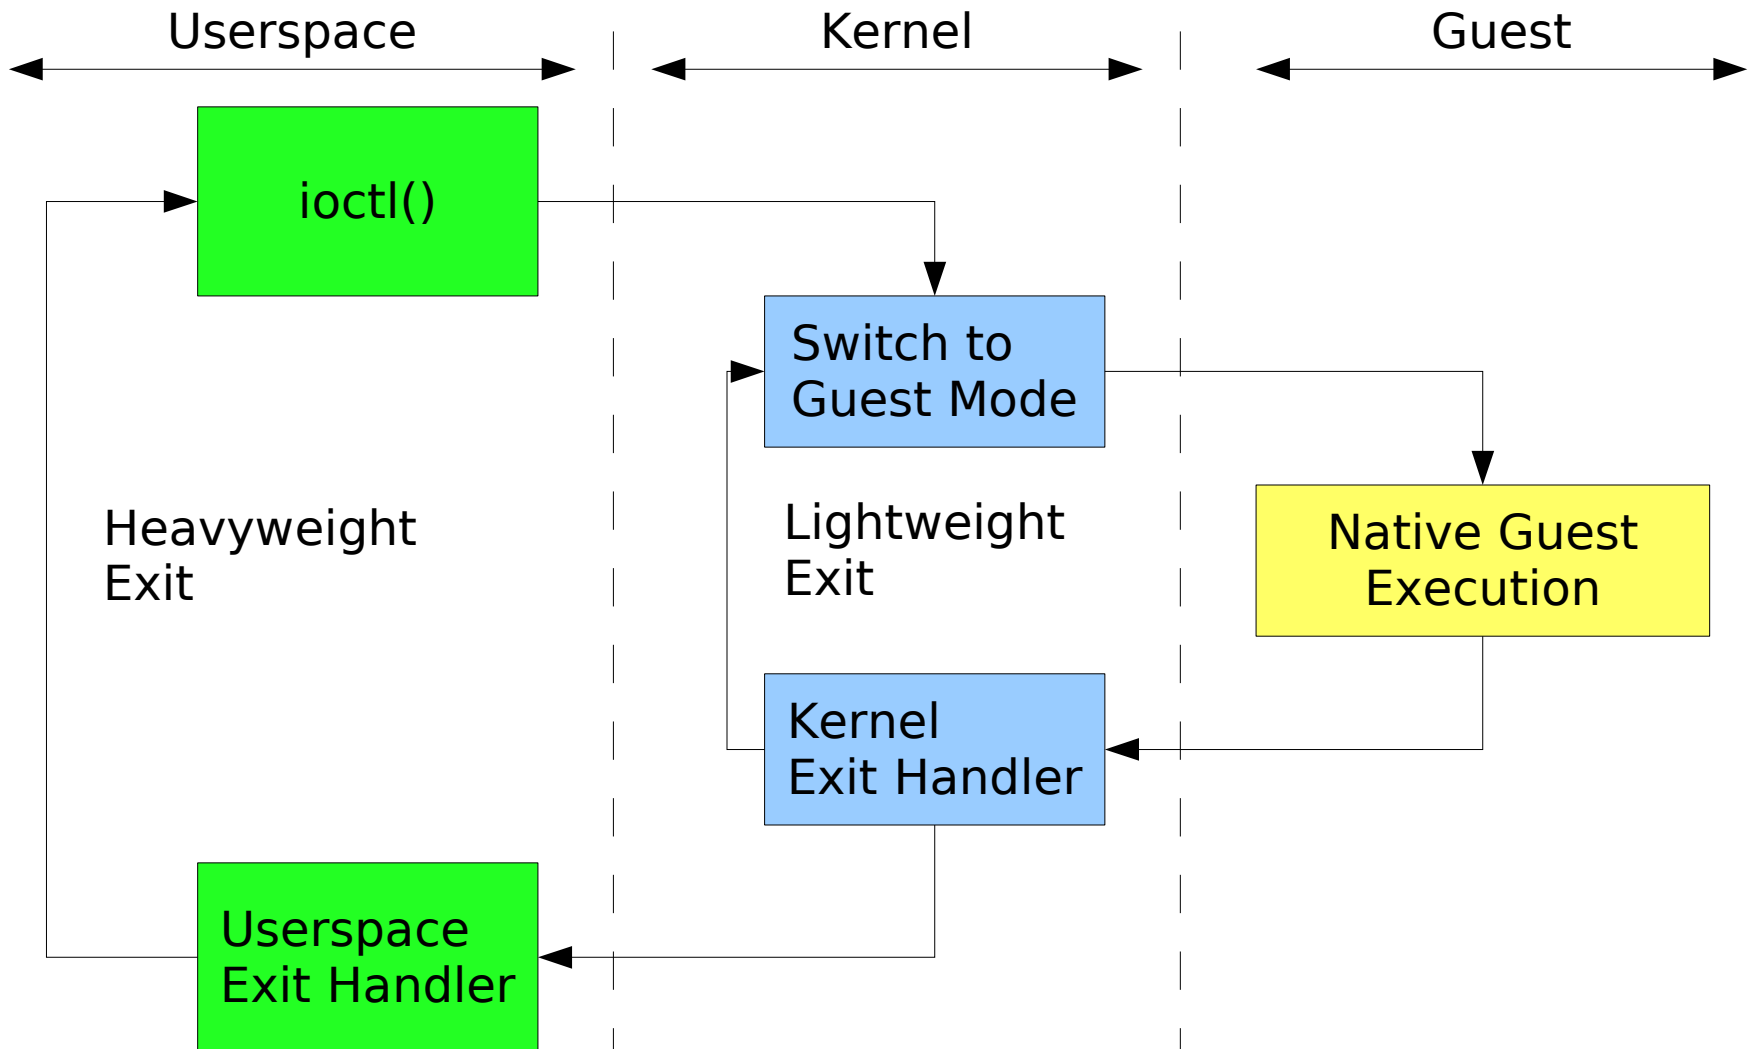 Userspace
Kernel
Guest
ioctl()
Switch to
Guest Mode
Heavyweight
Exit
Lightweight
Exit
Native Guest
Execution
Kernel
Exit Handler
Userspace
Exit Handler